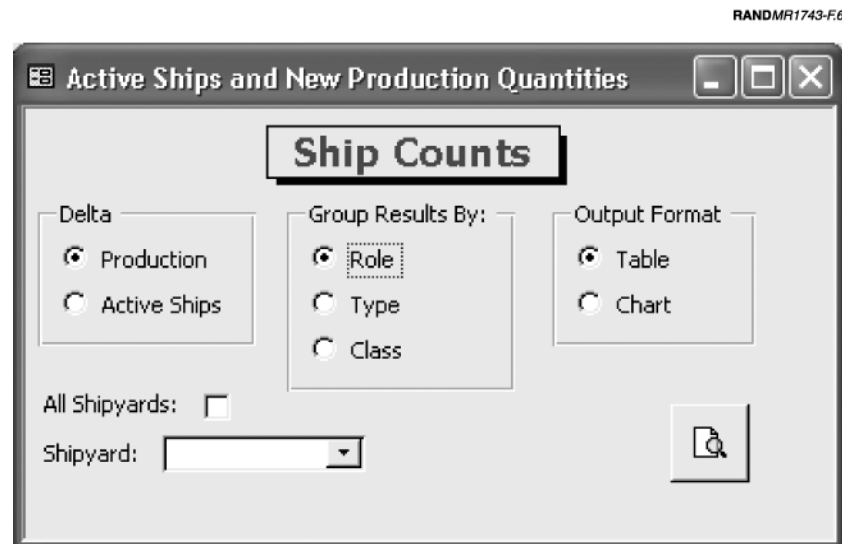 RANDMR1743-F.6
Active Ships and New Production Quantities
Ship Counts
Delta
Production
Active Ships
Group Results By:
Role
Type
Class
Output Format
Table
Chart
All Shipyards:
Shipyard: